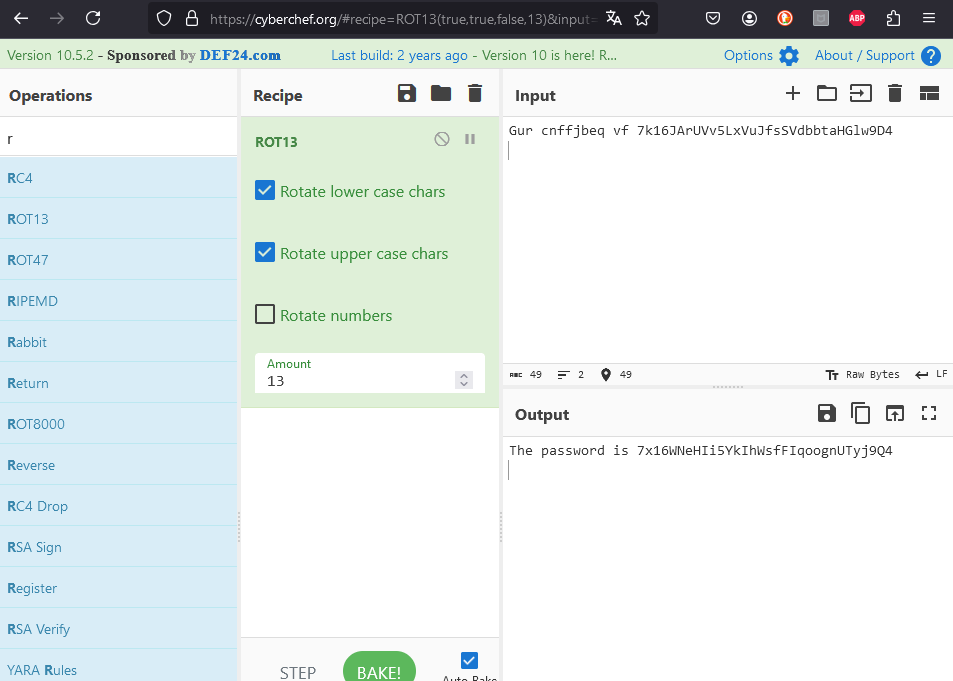 https://cyberchef.org/#recipe=ROT13(true,true,false,13)&input=
ABP
Version 10.5.2 - Sponsored by DEF24.com
Last build: 2 years ago - Version 10 is here! R...
Options
About / Support ?
Operations
r
RC4
ROT13
ROT47
RIPEMD
Rabbit
Return
ROT8000
Reverse
RC4 Drop
RSA Sign
Register
RSA Verify
YARA Rules
Recipe
ROT13
Rotate lower case chars
Rotate upper case chars
Rotate numbers
Amount
13
STEP
BAKE!
Auto Bake
Input
Gur cnffjbeq vf 7k16JArUVv5LxVuJfsSVdbbtaHGlw9D4
ABC 49 2 49
Tт Raw Bytes LF
Output
The password is 7x16WNeHIi5YkIhWsfFIqoognUTyj9Q4